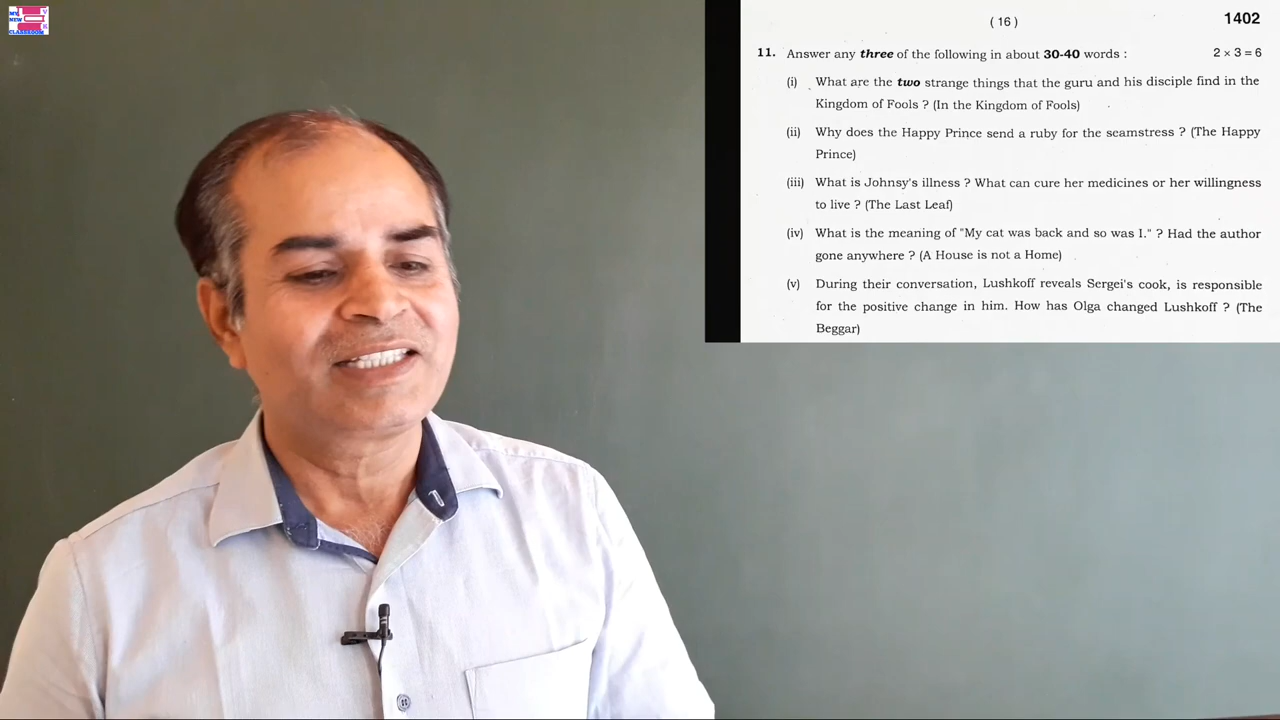 MY
NEW
CLASSROOM
V
K
( 16 )
1402
11. Answer any three of the following in about 30-40 words : 2 × 3 = 6
(i) What are the two strange things that the guru and his disciple find in the
Kingdom of Fools ? (In the Kingdom of Fools)
(ii) Why does the Happy Prince send a ruby for the seamstress ? (The Happy
Prince)
(iii) What is Johnsy's illness ? What can cure her medicines or her willingness
to live ? (The Last Leaf)
(iv) What is the meaning of "My cat was back and so was I." ? Had the author
gone anywhere ? (A House is not a Home)
(v) During their conversation, Lushkoff reveals Sergei's cook, is responsible
for the positive change in him. How has Olga changed Lushkoff ? (The
Beggar)